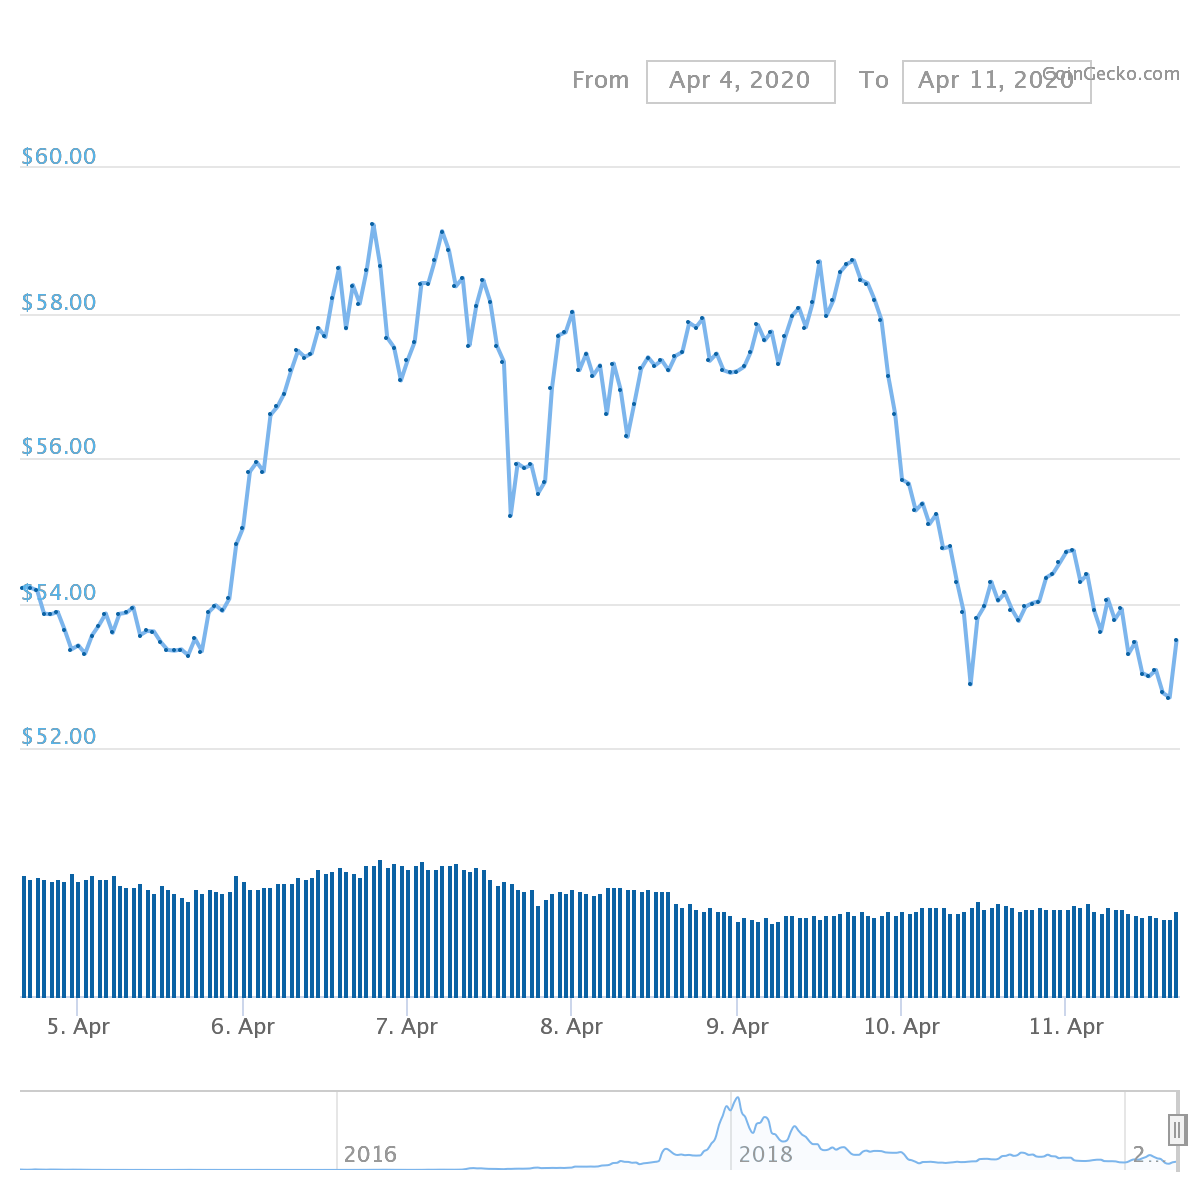 From Apr 4, 2020 To Apr 11, 2020 CoinGecko.com
$60.00
$58.00
$56.00
$54.00
$52.00
5. Apr 6. Apr 7. Apr 8. Apr 9. Apr 10. Apr 11. Apr
2016 2018 2…